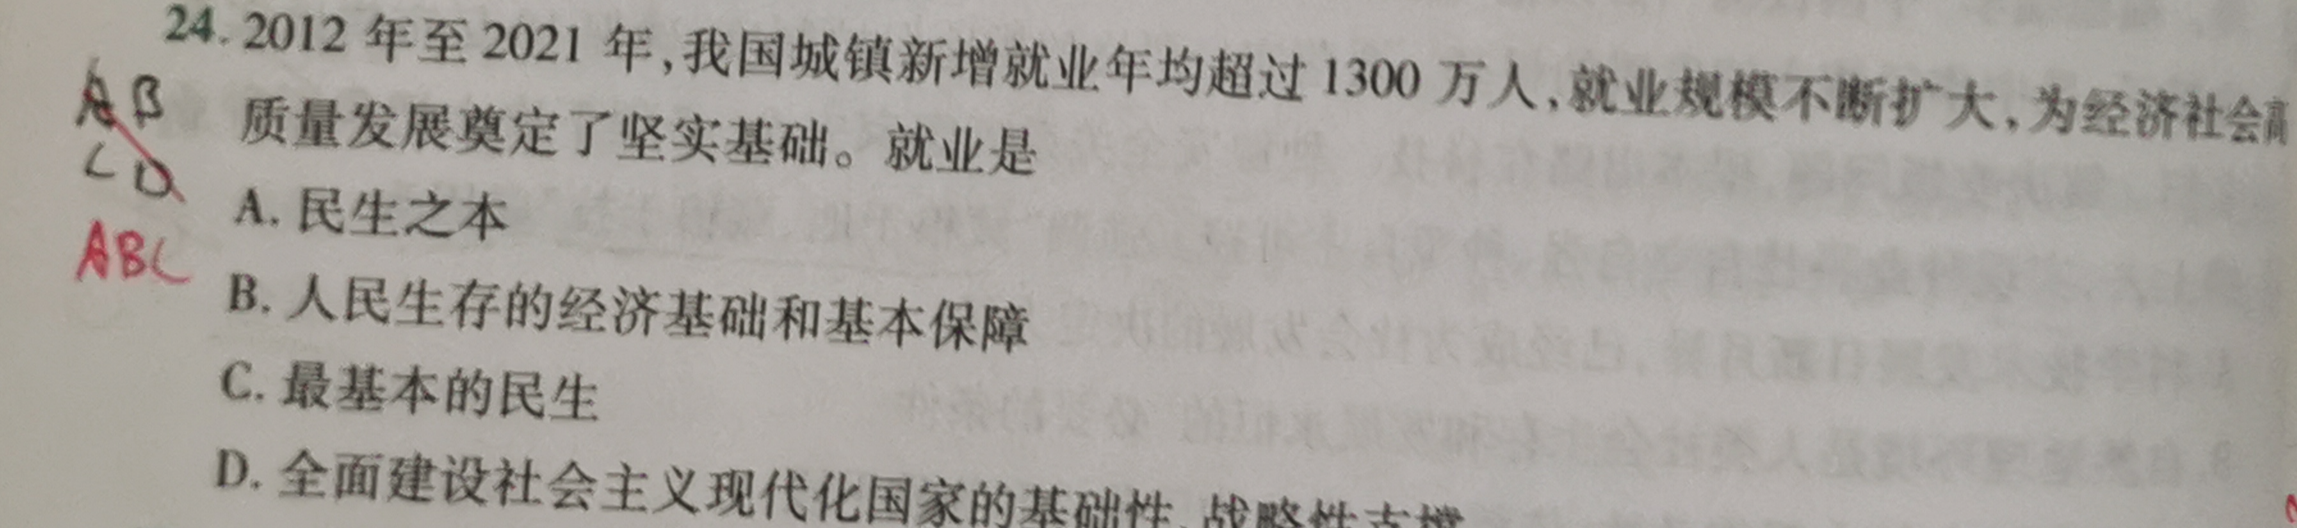 24. 2012 年至 2021 年,我国城镇新增就业年均超过 1300 万人,就业规模不断扩大,为经济社会高
质量发展奠定了坚实基础。就业是
AB
CD
A. 民生之本
ABC
B. 人民生存的经济基础和基本保障
C. 最基本的民生
D. 全面建设社会主义现代化国家的基础性、战略性支撑